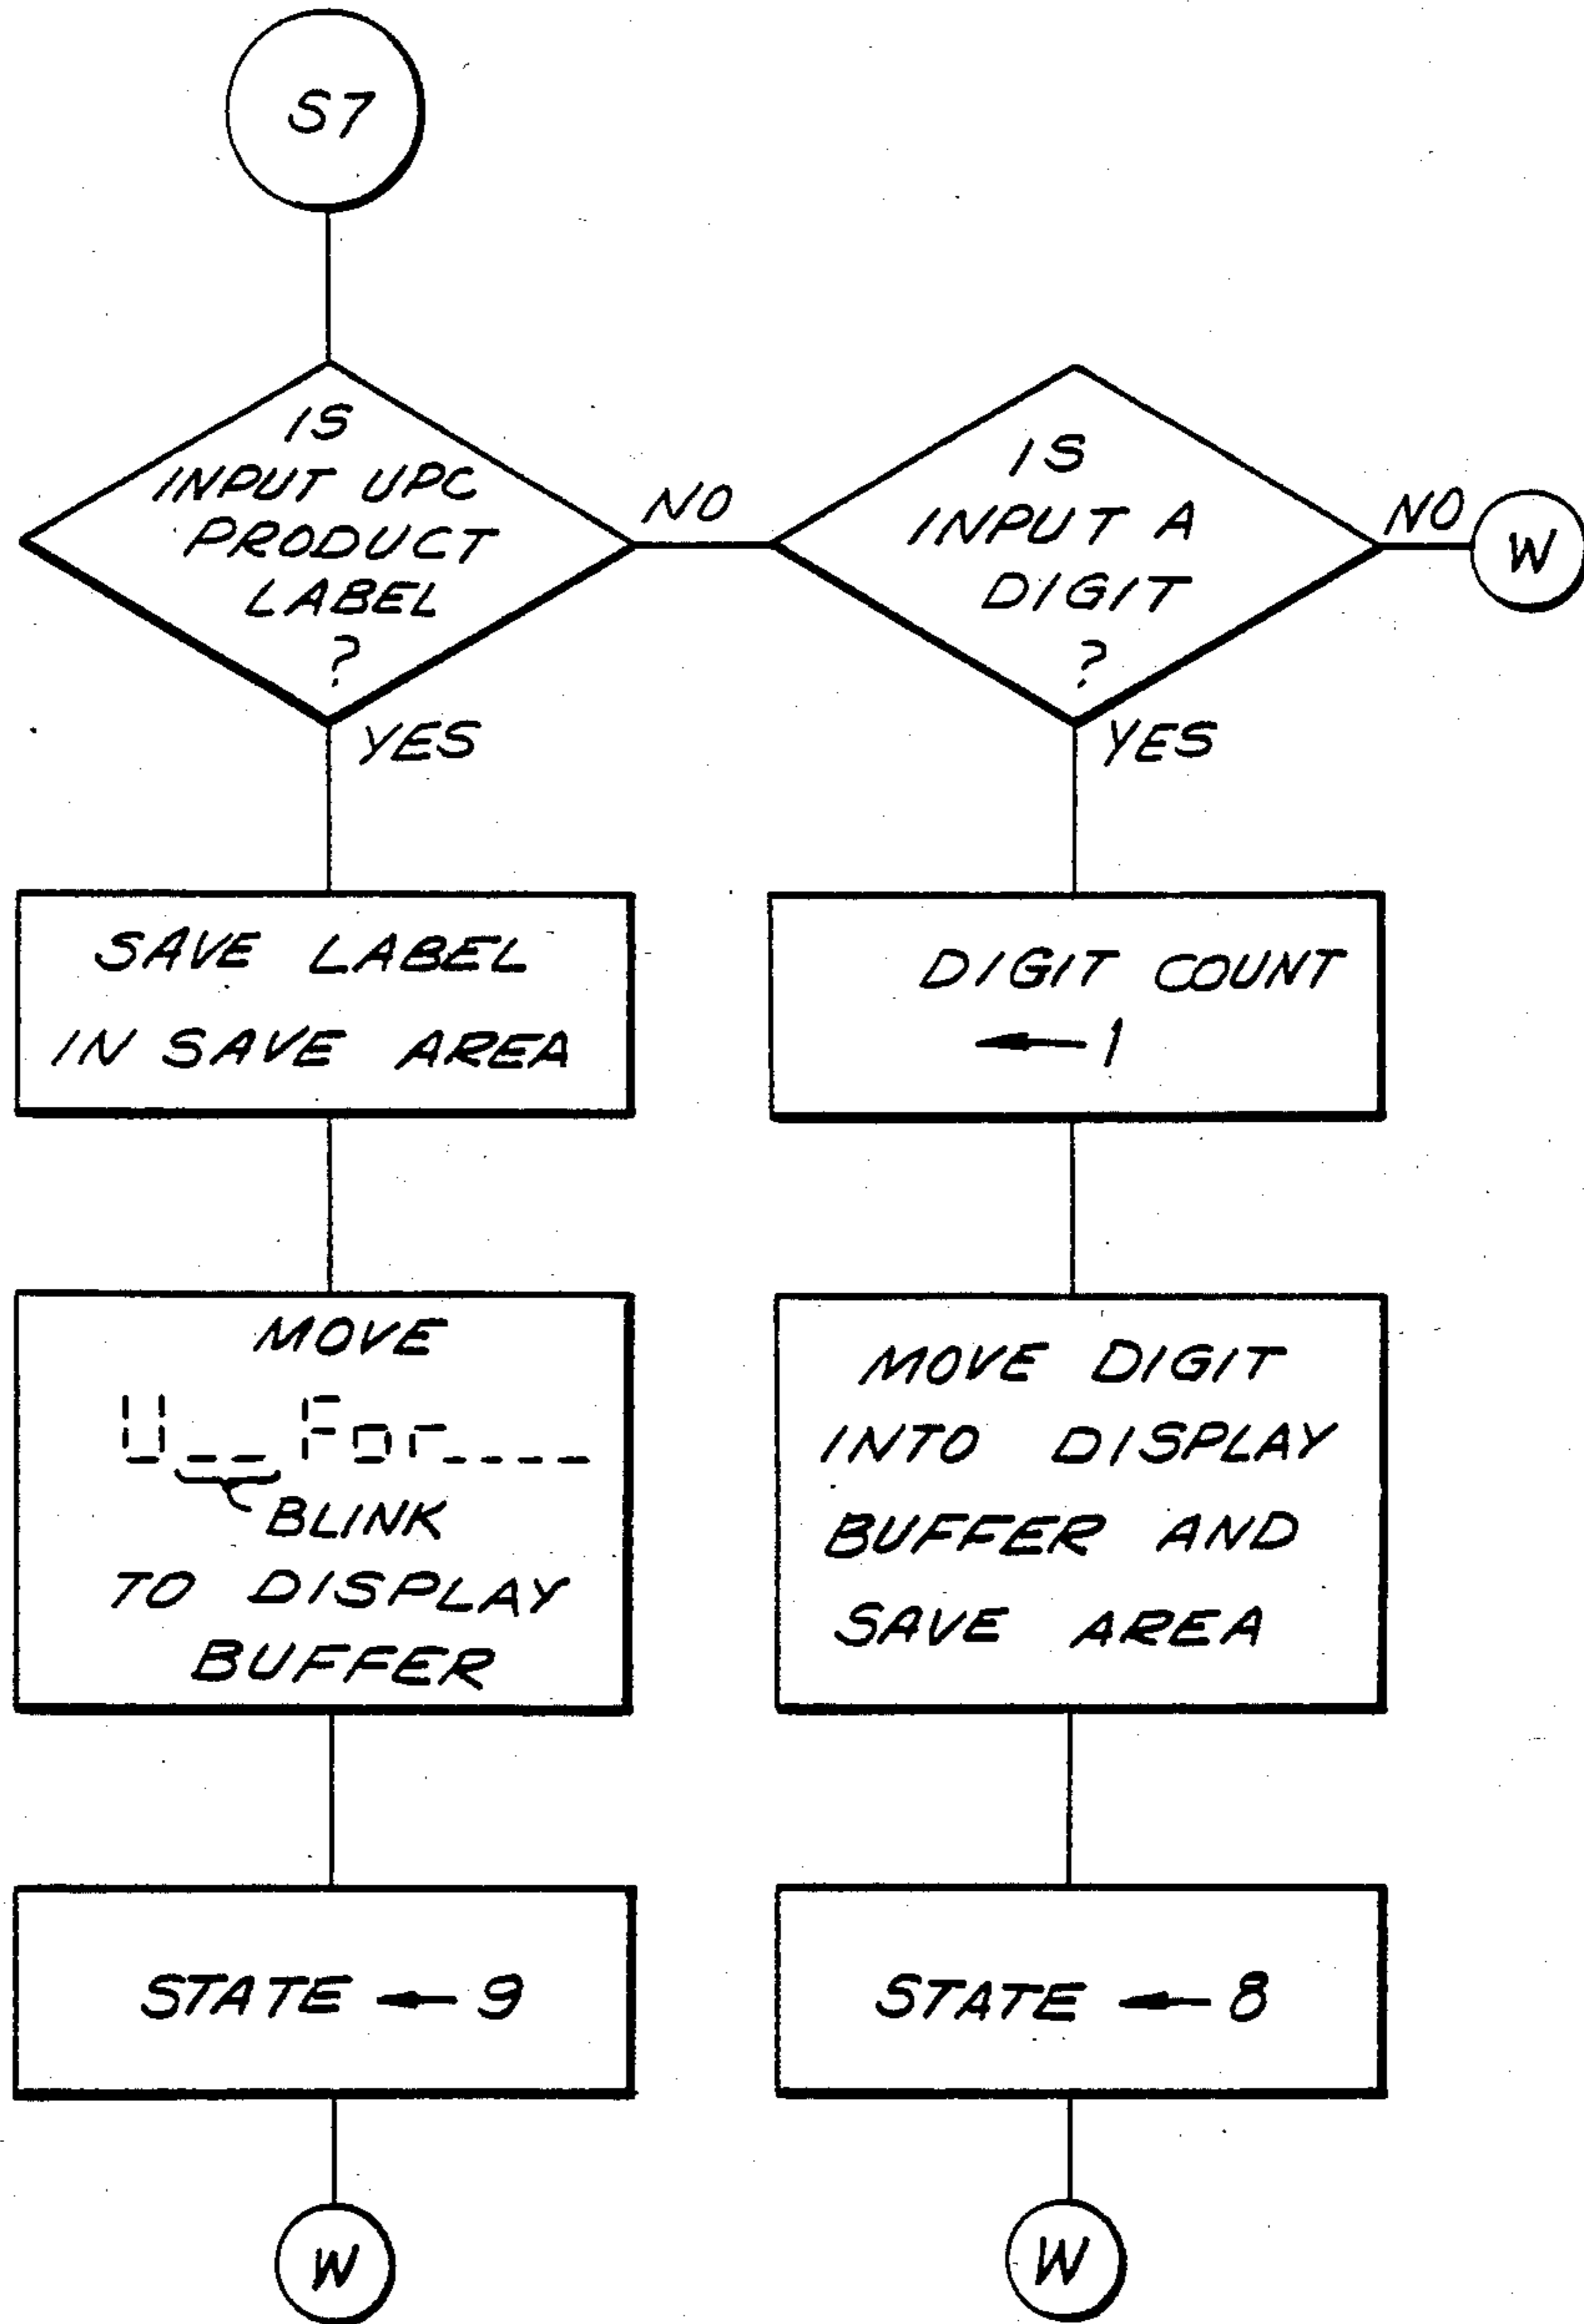 S7
IS
INPUT UPC
PRODUCT
LABEL
?
NO
YES
IS
INPUT A
DIGIT
?
NO
W
YES
SAVE LABEL
IN SAVE AREA
DIGIT COUNT
← 1
MOVE
U__For____
BLINK
TO DISPLAY
BUFFER
MOVE DIGIT
INTO DISPLAY
BUFFER AND
SAVE AREA
STATE ← 9
STATE ← 8
W
W